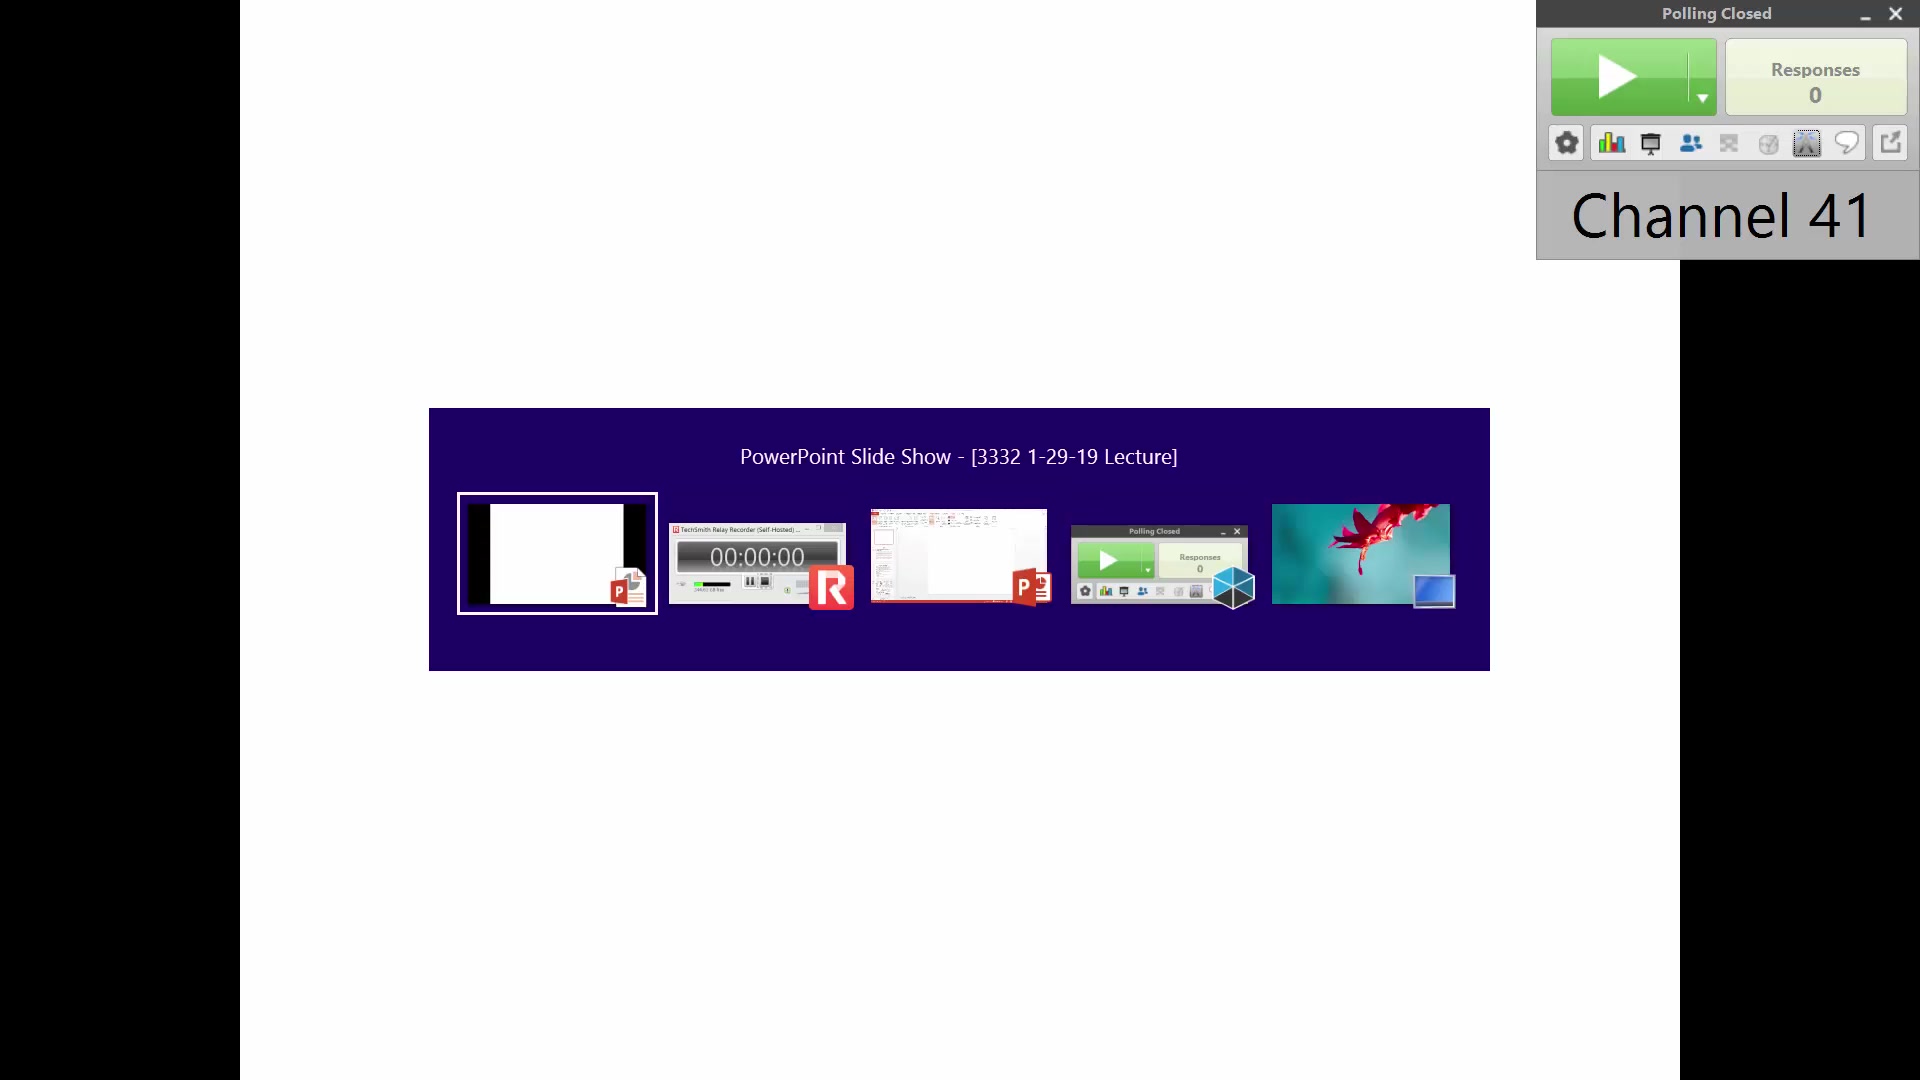 Polling Closed
Responses
0
Channel 41
PowerPoint Slide Show - [3332 1-29-19 Lecture]
TechSmith Relay Recorder (Self-Hosted) ...
00:00:00
Polling Closed
Responses
0